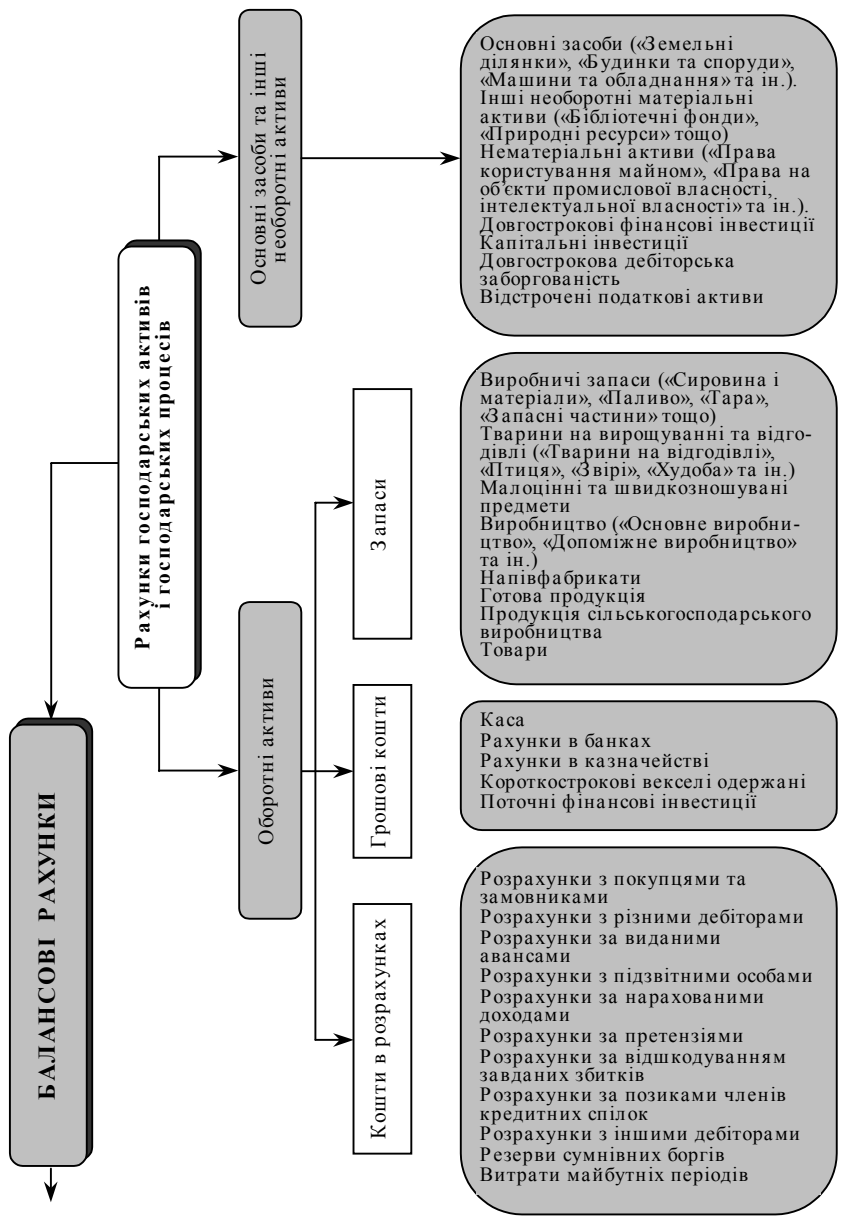 БАЛАНСОВІ РАХУНКИ
Рахунки господарських активів
і господарських процесів
Основні засоби та інші
необоротні активи
Основні засоби («Земельні
ділянки», «Будинки та споруди»,
«Машини та обладнання» та ін.).
Інші необоротні матеріальні
активи («Бібліотечні фонди»,
«Природні ресурси» тощо)
Нематеріальні активи («Права
користування майном», «Права на
об'єкти промислової власності,
інтелектуальної власності» та ін.).
Довгострокові фінансові інвестиції
Капітальні інвестиції
Довгострокова дебіторська
заборгованість
Відстрочені податкові активи
Оборотні активи
Запаси
Виробничі запаси («Сировина і
матеріали», «Паливо», «Тара»,
«Запасні частини» тощо)
Тварини на вирощуванні та відго-
дівлі («Тварини на відгодівлі»,
«Птиця», «Звірі», «Худоба» та ін.)
Малоцінні та швидкозношувані
предмети
Виробництво («Основне виробни-
цтво», «Допоміжне виробництво»
та ін.)
Напівфабрикати
Готова продукція
Продукція сільськогосподарського
виробництва
Товари
Грошові кошти
Каса
Рахунки в банках
Рахунки в казначействі
Короткострокові векселі одержані
Поточні фінансові інвестиції
Кошти в розрахунках
Розрахунки з покупцями та
замовниками
Розрахунки з різними дебіторами
Розрахунки за виданими
авансами
Розрахунки з підзвітними особами
Розрахунки за нарахованими
доходами
Розрахунки за претензіями
Розрахунки за відшкодуванням
завданих збитків
Розрахунки за позиками членів
кредитних спілок
Розрахунки з іншими дебіторами
Резерви сумнівних боргів
Витрати майбутніх періодів